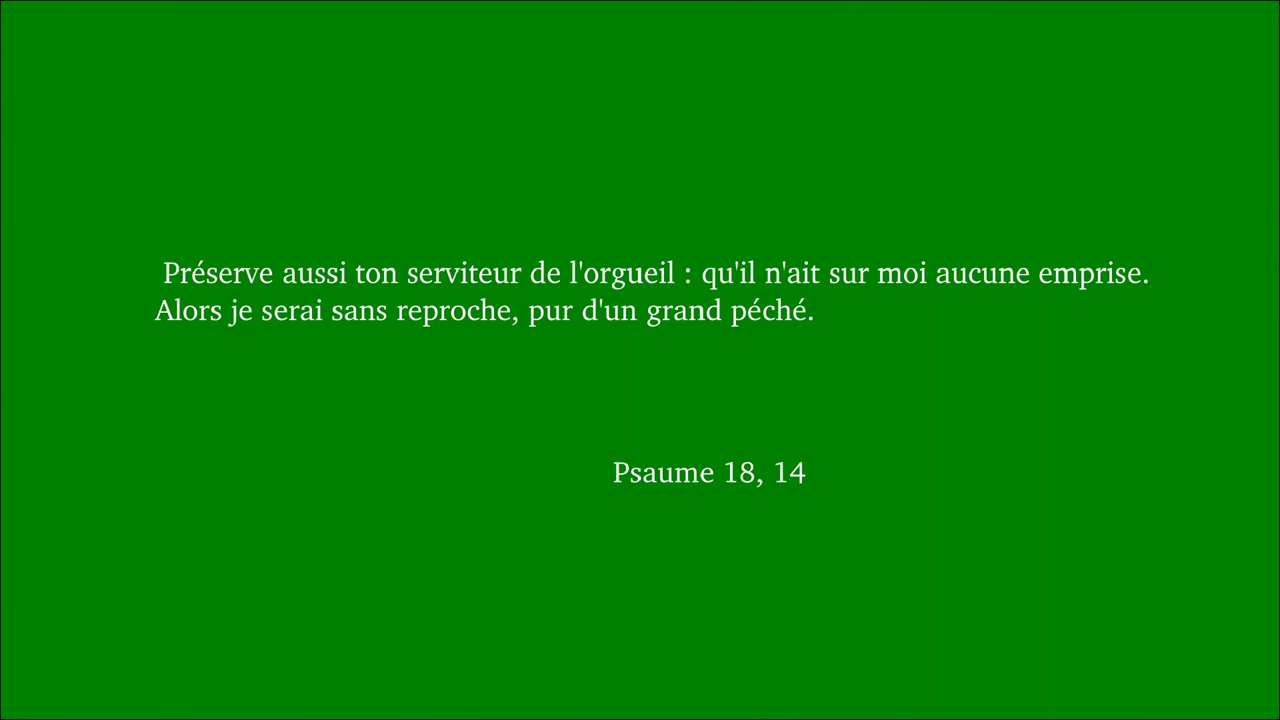 Préserve aussi ton serviteur de l'orgueil : qu'il n'ait sur moi aucune emprise.
Alors je serai sans reproche, pur d'un grand péché.
Psaume 18, 14